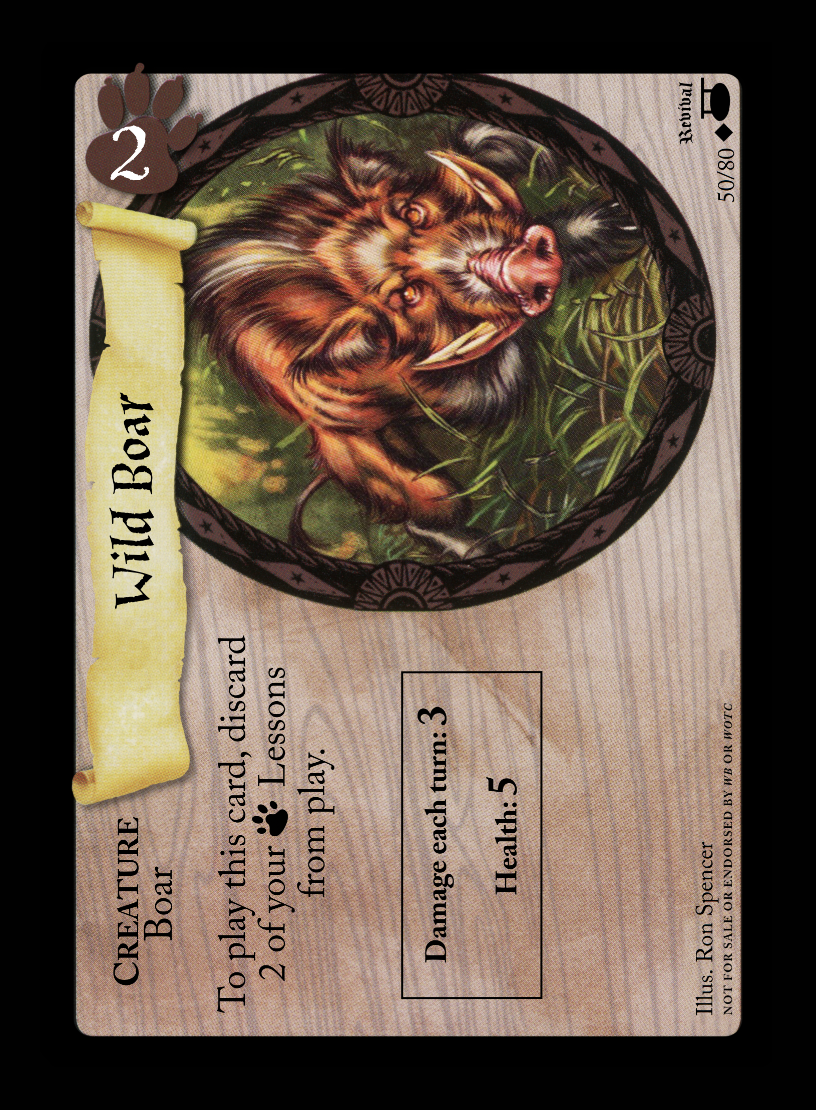 2
Wild Boar
CREATURE
Boar
To play this card, discard
2 of your Lessons
from play.
Damage each turn: 3
Health: 5
Illus. Ron Spencer
NOT FOR SALE OR ENDORSED BY WB OR WOTC
Revival
50/80